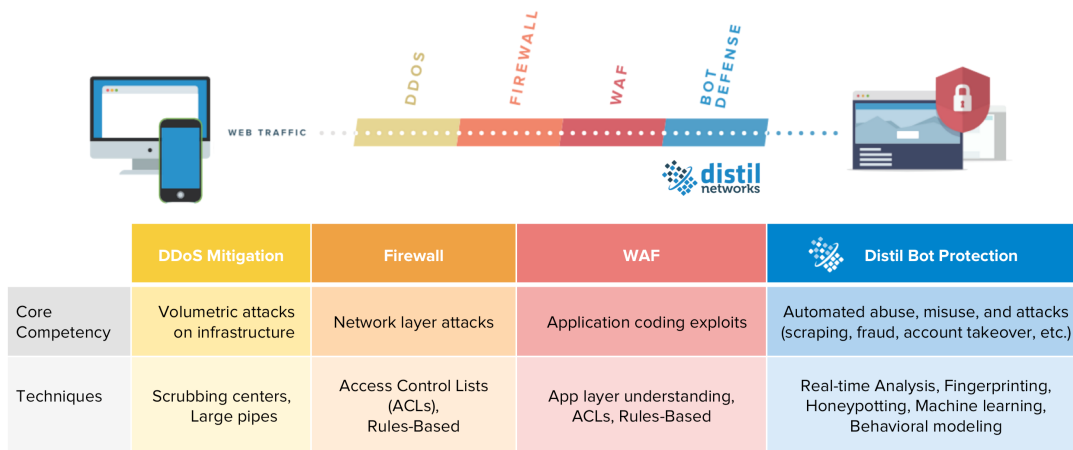 DDOS
FIREWALL
WAF
BOT
DEFENSE
WEB TRAFFIC
distil
networks
DDoS Mitigation
Firewall
WAF
Distil Bot Protection
Core
Competency
Volumetric attacks
on infrastructure
Network layer attacks
Application coding exploits
Automated abuse, misuse, and attacks
(scraping, fraud, account takeover, etc.)
Techniques
Scrubbing centers,
Large pipes
Access Control Lists
(ACLs),
Rules-Based
App layer understanding,
ACLs, Rules-Based
Real-time Analysis, Fingerprinting,
Honeypotting, Machine learning,
Behavioral modeling